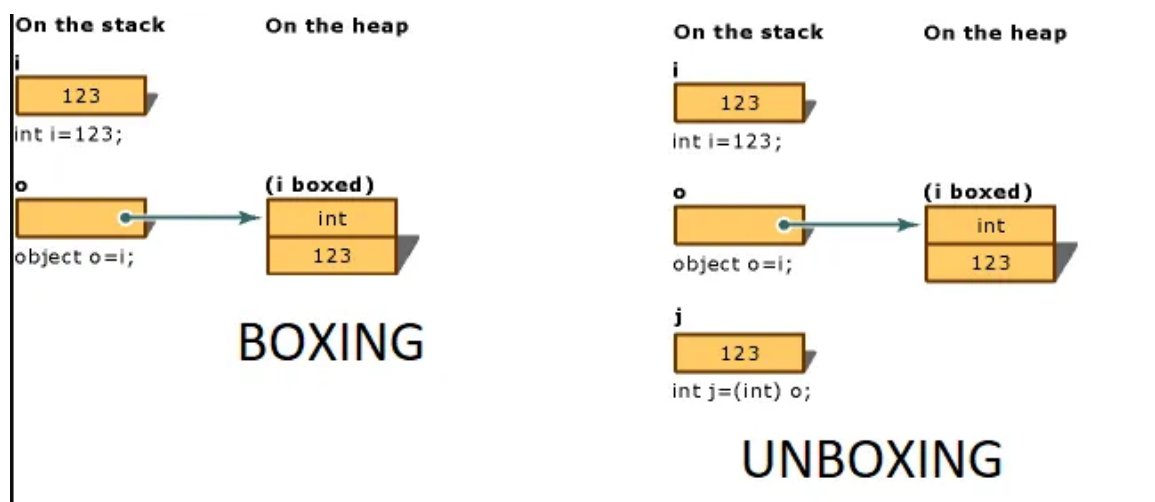 On the stack
On the heap
i
123
int i=123;
o
(i boxed)
int
123
object o=i;
BOXING
On the stack
On the heap
i
123
int i=123;
o
(i boxed)
int
123
object o=i;
j
123
int j=(int) o;
UNBOXING